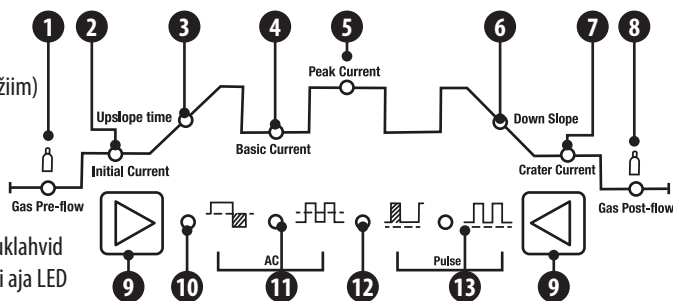 1 2 3 4 5 6 7 8
žiim)
Peak Current
Upslope time
Down Slope
Basic Current
Initial Current
Crater Current
Gas Pre-flow
Gas Post-flow
uklahvid
i aja LED
AC
Pulse
9 10 11 12 13 9